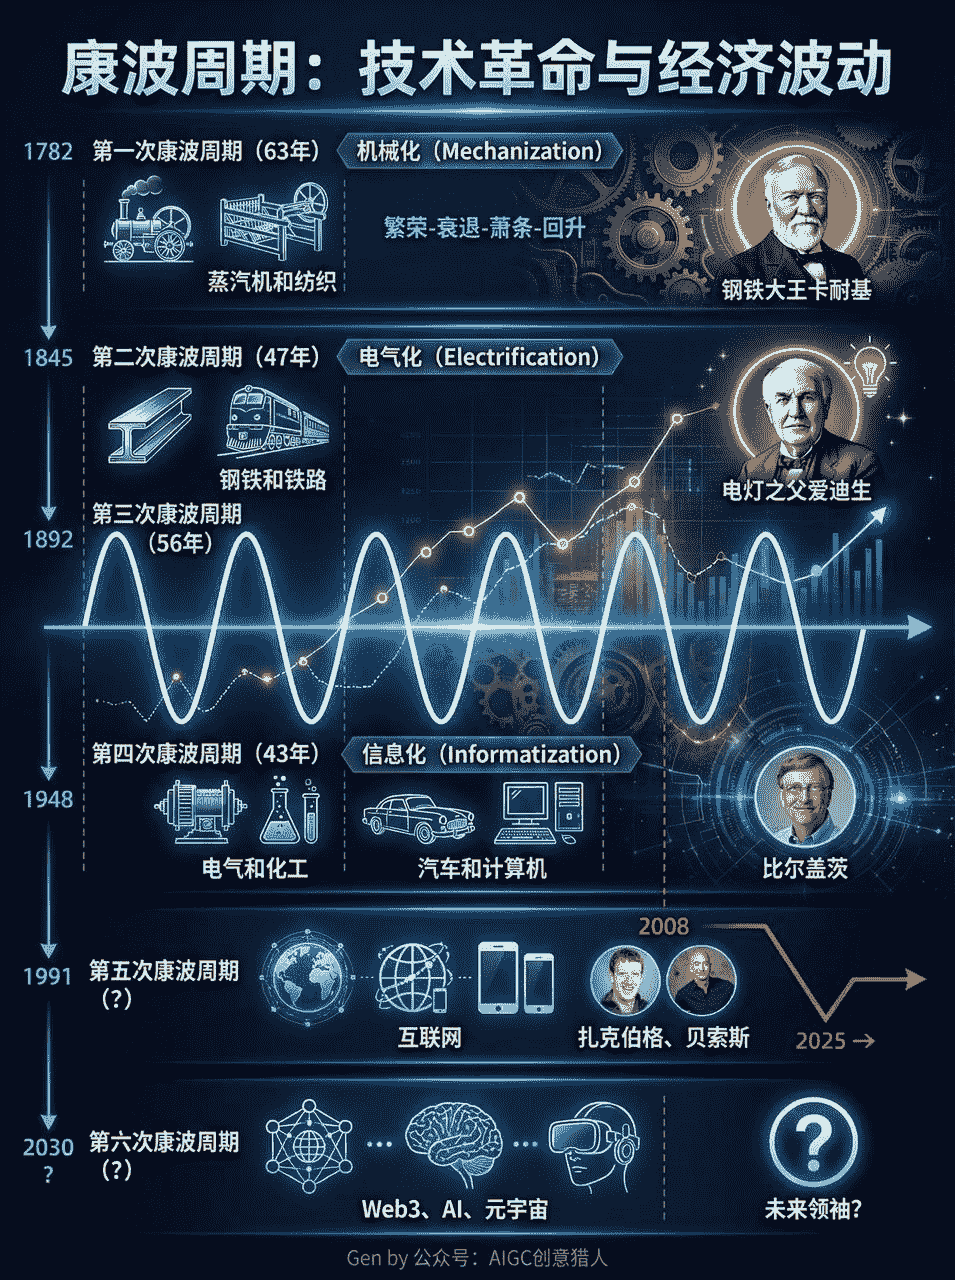 康波周期：技术革命与经济波动
1782 第一次康波周期（63年） 机械化（Mechanization）
繁荣-衰退-萧条-回升
蒸汽机和纺织
钢铁大王卡耐基
1845 第二次康波周期（47年） 电气化（Electrification）
钢铁和铁路
电灯之父爱迪生
1892 第三次康波周期
（56年）
第四次康波周期（43年） 信息化（Informatization）
1948
电气和化工
汽车和计算机
比尔盖茨
2008
1991 第五次康波周期
（?）
互联网
扎克伯格、贝索斯
2025 →
2030
?
第六次康波周期
（?）
?
Web3、AI、元宇宙
未来领袖?
Gen by 公众号：AIGC创意猎人